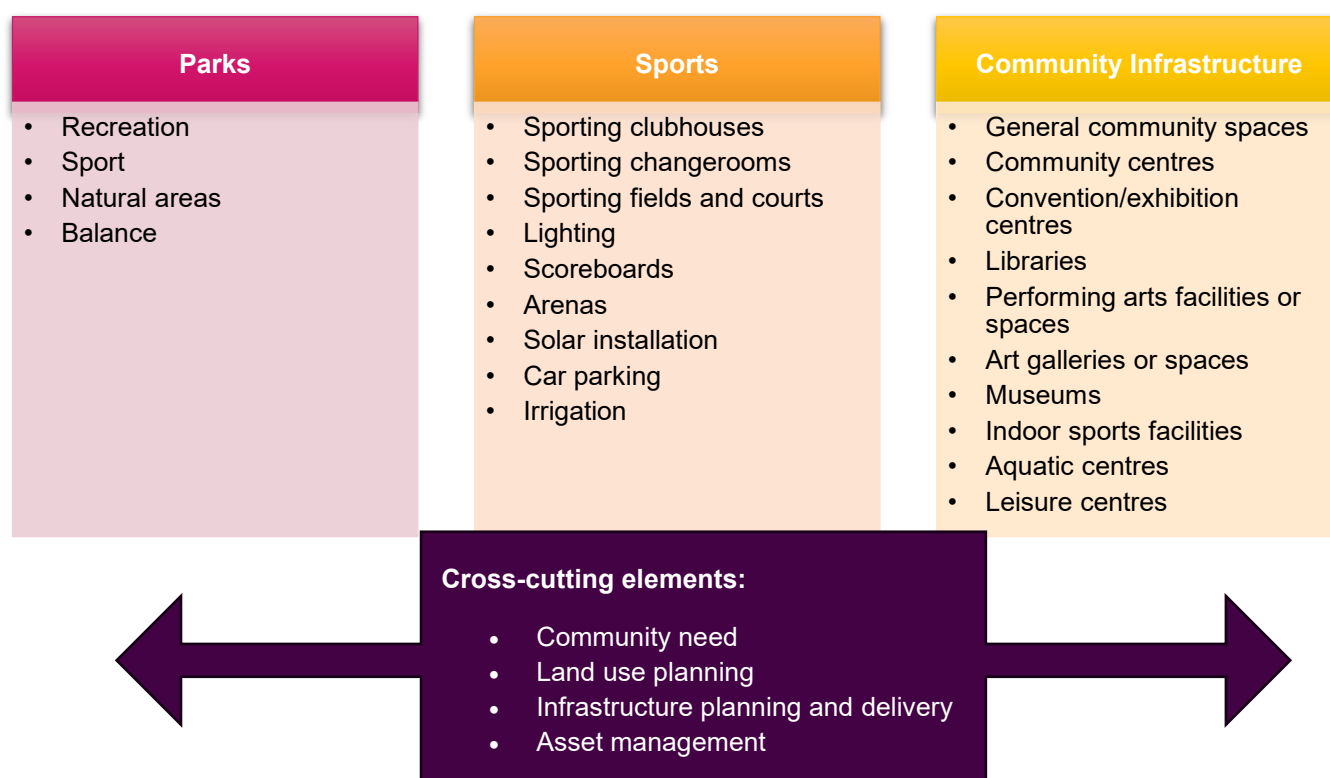 Parks
• Recreation
• Sport
• Natural areas
• Balance
Sports
• Sporting clubhouses
• Sporting changerooms
• Sporting fields and courts
• Lighting
• Scoreboards
• Arenas
• Solar installation
• Car parking
• Irrigation
Community Infrastructure
• General community spaces
• Community centres
• Convention/exhibition
centres
• Libraries
• Performing arts facilities or
spaces
• Art galleries or spaces
• Museums
• Indoor sports facilities
• Aquatic centres
• Leisure centres
Cross-cutting elements:
• Community need
• Land use planning
• Infrastructure planning and delivery
• Asset management